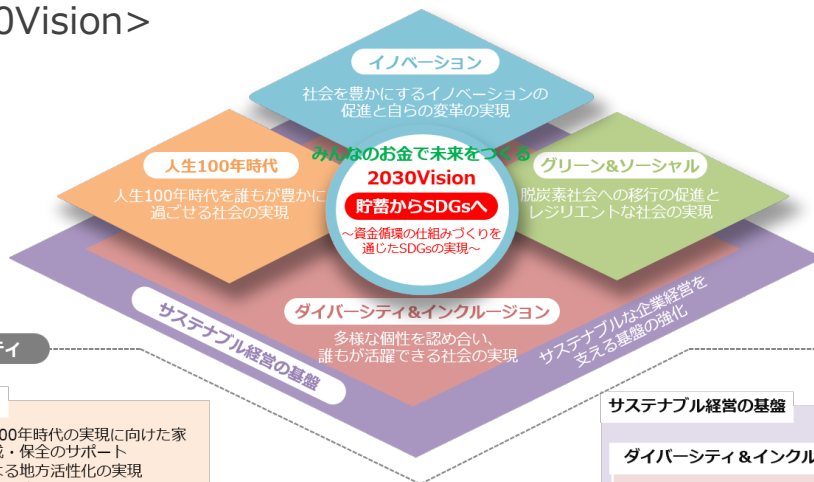 0Vision>
イノベーション
社会を豊かにするイノベーションの
促進と自らの変革の実現
人生100年時代
人生100年時代を誰もが豊かに
過ごせる社会の実現
みんなのお金で未来をつくる
2030Vision
貯蓄からSDGsへ
～資金循環の仕組みづくりを
通じたSDGsの実現～
グリーン&ソーシャル
脱炭素社会への移行の促進と
レジリエントな社会の実現
ダイバーシティ&インクルージョン
多様な個性を認め合い、
誰もが活躍できる社会の実現
サステナブル経営の基盤
サステナブルな企業経営を
支える基盤の強化
ティ
00年時代の実現に向けた家
・保全のサポート
よる地方活性化の実現
サステナブル経営の基盤
ダイバーシティ&インクル